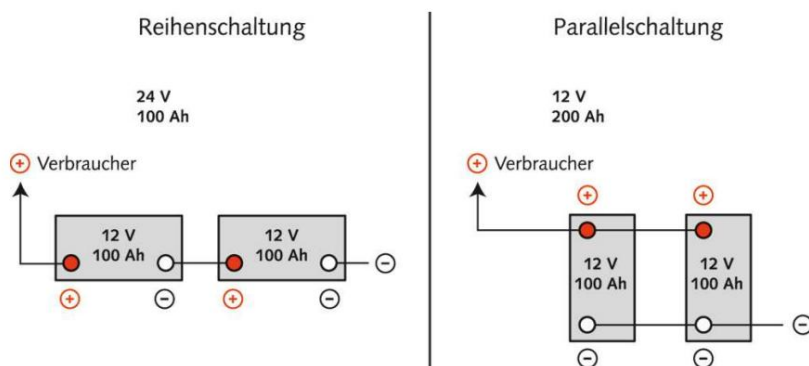 Reihenschaltung
24 V
100 Ah
+ Verbraucher
12 V
100 Ah
12 V
100 Ah
+
−
+
−
−
Parallelschaltung
12 V
200 Ah
+ Verbraucher
+
+
12 V
100 Ah
12 V
100 Ah
−
−
−